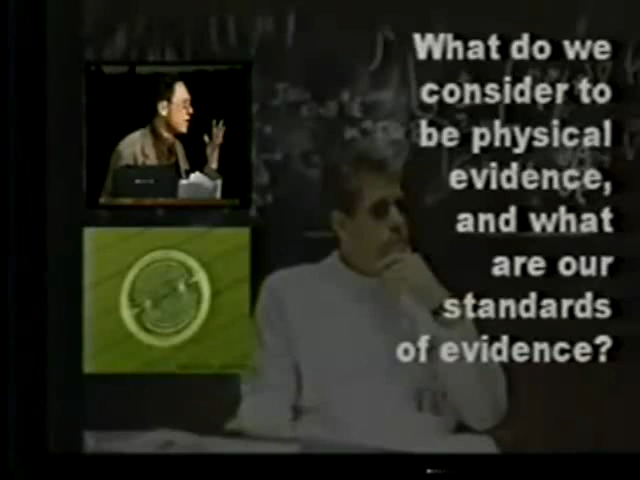 What do we
consider to
be physical
evidence,
and what
are our
standards
of evidence?